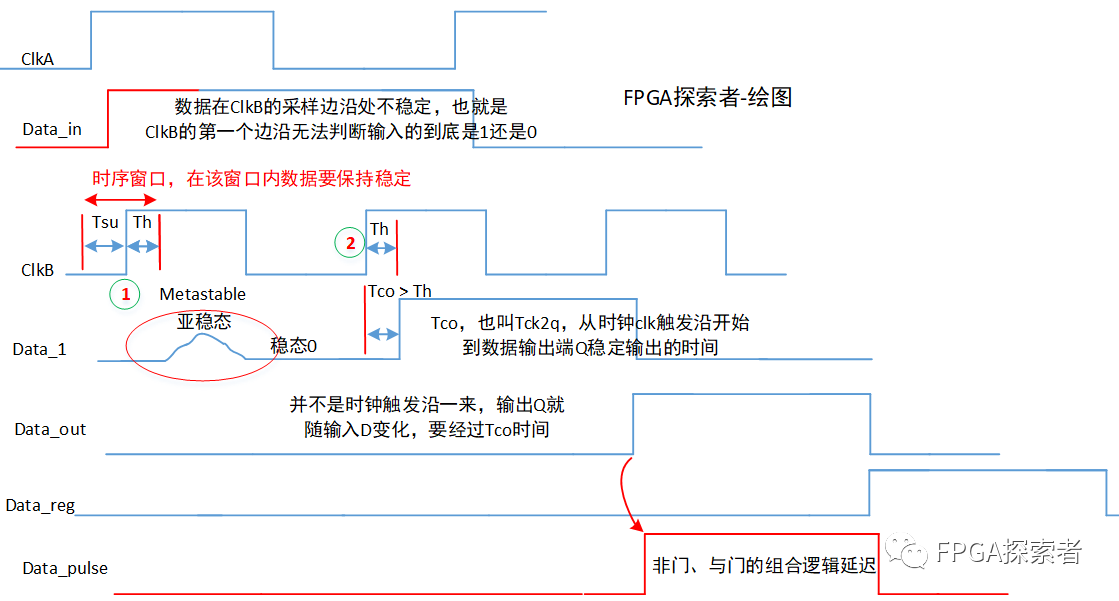 ClkA
FPGA探索者-绘图
数据在ClkB的采样边沿处不稳定，也就是
ClkB的第一个边沿无法判断输入的到底是1还是0
Data_in
时序窗口，在该窗口内数据要保持稳定
Tsu
Th
Th
2
ClkB
1
Metastable
Tco > Th
亚稳态
稳态0
Tco，也叫Tck2q，从时钟clk触发沿开始
到数据输出端Q稳定输出的时间
Data_1
并不是时钟触发沿一来，输出Q就
随输入D变化，要经过Tco时间
Data_out
Data_reg
FPGA探索者
Data_pulse
非门、与门的组合逻辑延迟